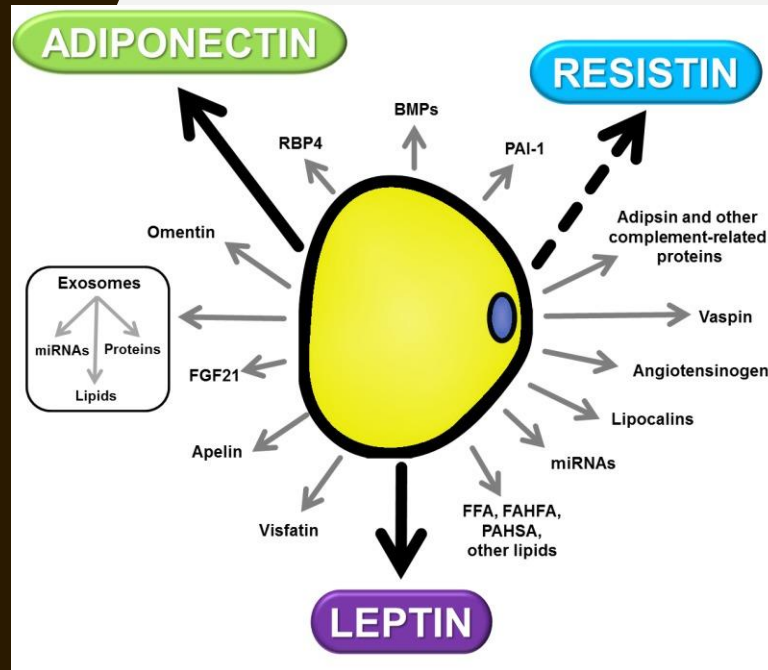 ADIPONECTIN
RESISTIN
BMPs
RBP4
PAI-1
Omentin
Adipsin and other
complement-related
proteins
Exosomes
miRNAs Proteins
Lipids
Vaspin
FGF21
Angiotensinogen
Apelin
Lipocalins
miRNAs
Visfatin
FFA, FAHFA,
PAHSA,
other lipids
LEPTIN